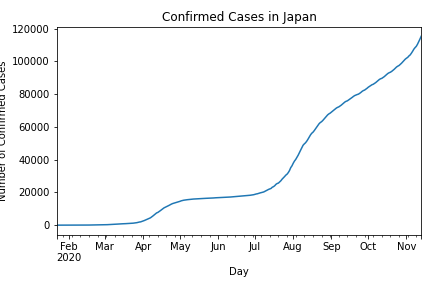 Confirmed Cases in Japan
120000
100000
80000
60000
40000
20000
0
Number of Confirmed Cases
Feb Mar Apr May Jun Jul Aug Sep Oct Nov
2020
Day